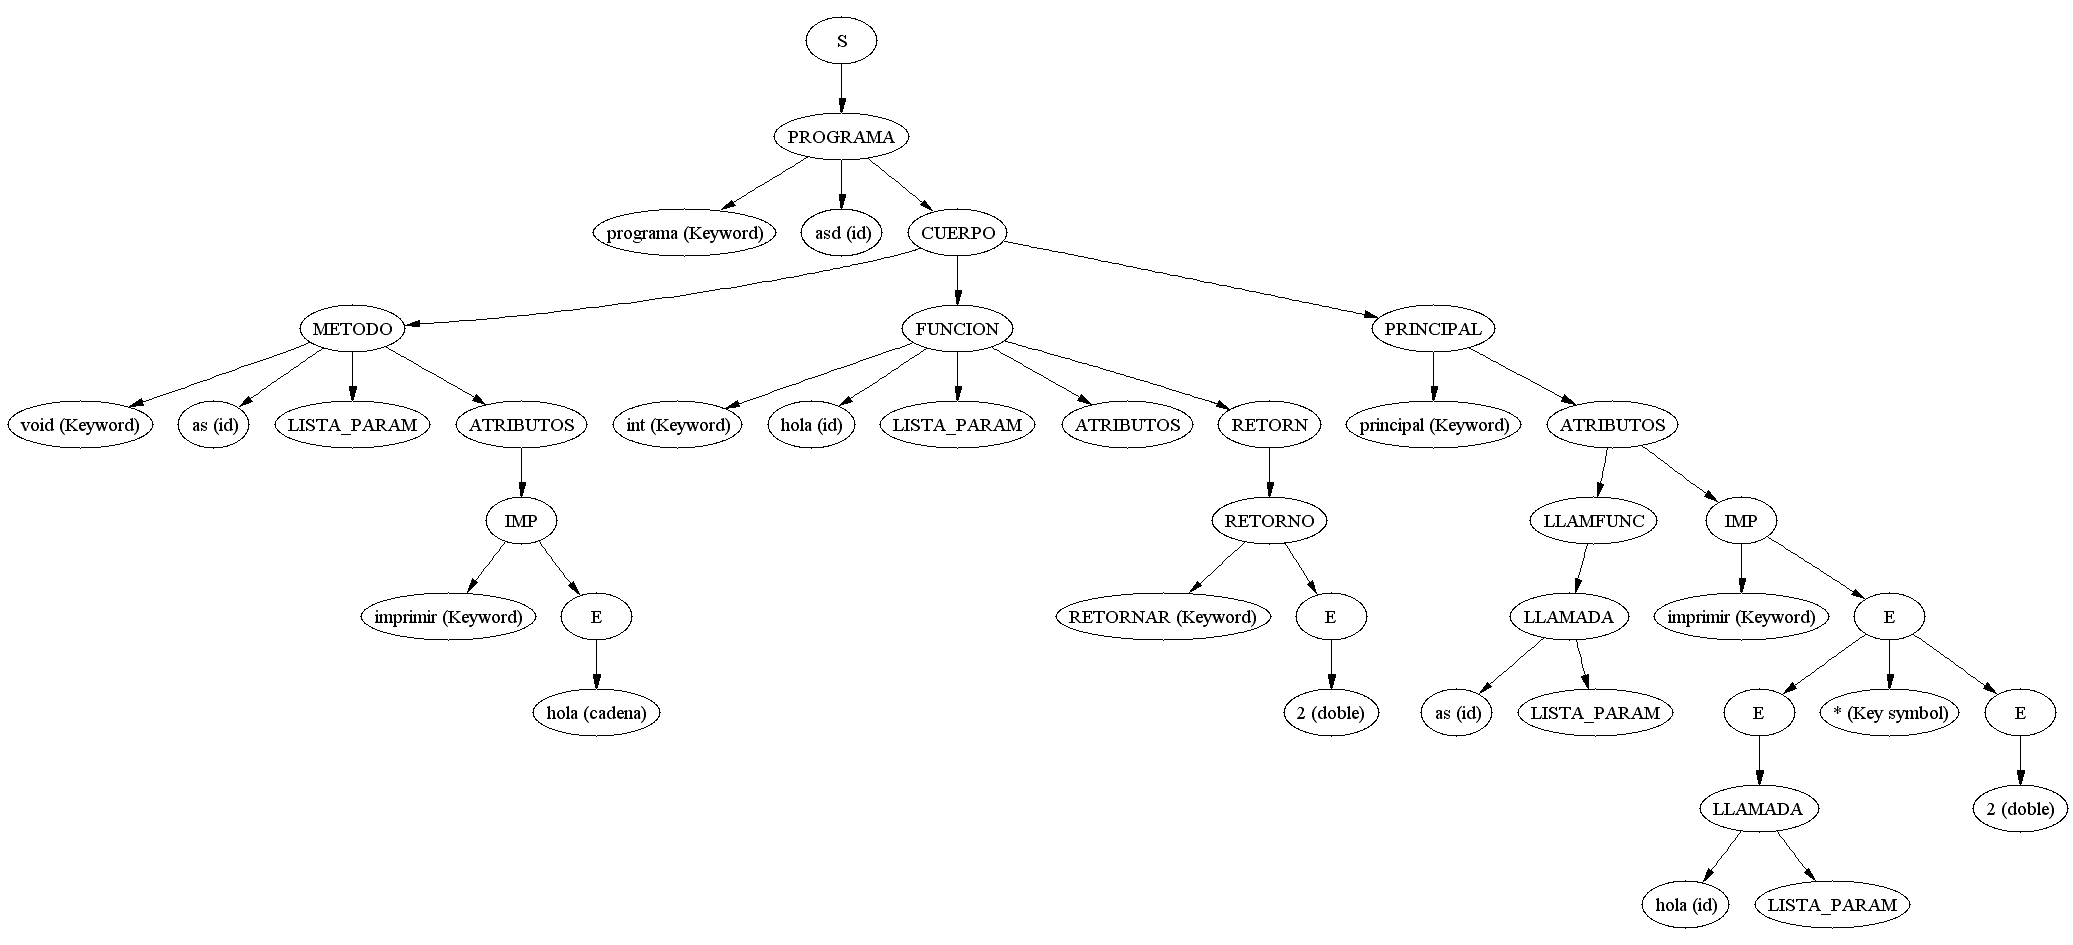 S
PROGRAMA
programa (Keyword)
asd (id)
CUERPO
METODO
FUNCION
PRINCIPAL
void (Keyword)
as (id)
LISTA_PARAM
ATRIBUTOS
int (Keyword)
hola (id)
LISTA_PARAM
ATRIBUTOS
RETORN
principal (Keyword)
ATRIBUTOS
IMP
RETORNO
LLAMFUNC
IMP
imprimir (Keyword)
E
RETORNAR (Keyword)
E
LLAMADA
imprimir (Keyword)
E
hola (cadena)
2 (doble)
as (id)
LISTA_PARAM
E
* (Key symbol)
E
LLAMADA
2 (doble)
hola (id)
LISTA_PARAM